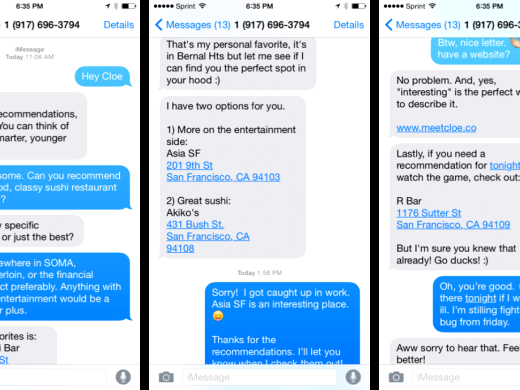 6:35 PM
1 (917) 696-3794 Details
iMessage
Today 11:06 AM
Hey Cloe
ecommendations,
You can think of
marter, younger
some. Can you recommend
classy sushi restaurant
?
specific
or just the best?
ewhere in SOMA,
erloin, or the financial
ct preferably. Anything with
entertainment would be a
r plus.
orites is:
i Bar
St
iMessage
Sprint 6:35 PM
Messages (13) 1 (917) 696-3794
That's my personal favorite, it's
in Bernal Hts but let me see if I
can find you the perfect spot in
your hood :)
I have two options for you.
1) More on the entertainment
side:
Asia SF
201 9th St
San Francisco, CA 94103
2) Great sushi:
Akiko's
431 Bush St.
San Francisco, CA
94108
Today 1:58 PM
Sorry! I got caught up in work.
Asia SF is an interesting place.
😄
Thanks for the
recommendations. I'll let you
know when I check them out!
iMessage
Sprint 6:35 PM
Messages (13) 1 (917) 696-3
Btw, nice letter.
have a website?
No problem. And, yes,
"interesting" is the perfect w
to describe it.
www.meetcloe.co
Lastly, if you need a
recommendation for tonight
watch the game, check out:
R Bar
1176 Sutter St
San Francisco, CA 94109
But I'm sure you knew that
already! Go ducks! :)
Oh, you're good.
there tonight if I w
ill. I'm stilling fight
bug from friday.
Aww sorry to hear that. Feel
better!
iMessage